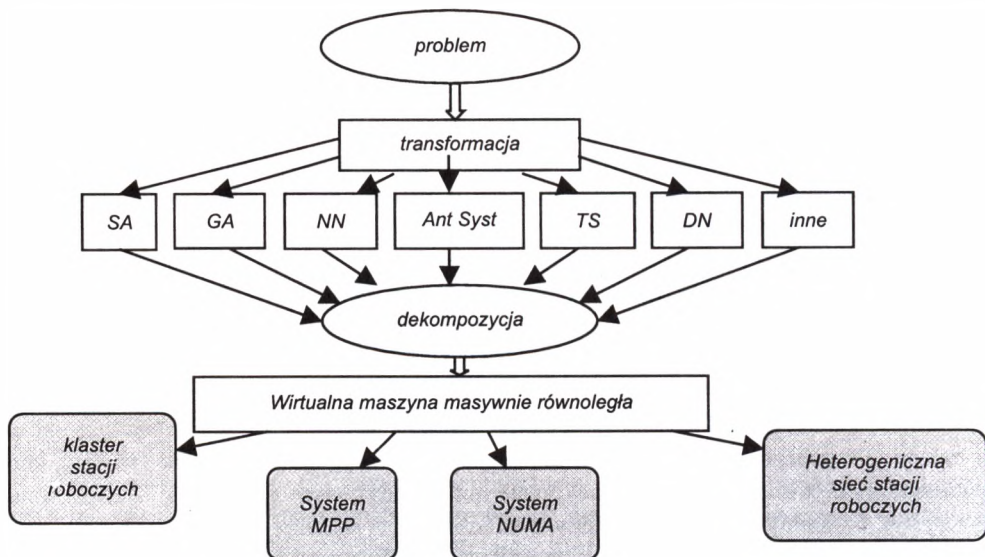 problem
transformacja
SA
GA
NN
Ant Syst
TS
DN
inne
dekompozycja
Wirtualna maszyna masywnie równoległa
klaster
stacji
roboczych
System
MPP
System
NUMA
Heterogeniczna
sieć stacji
roboczych